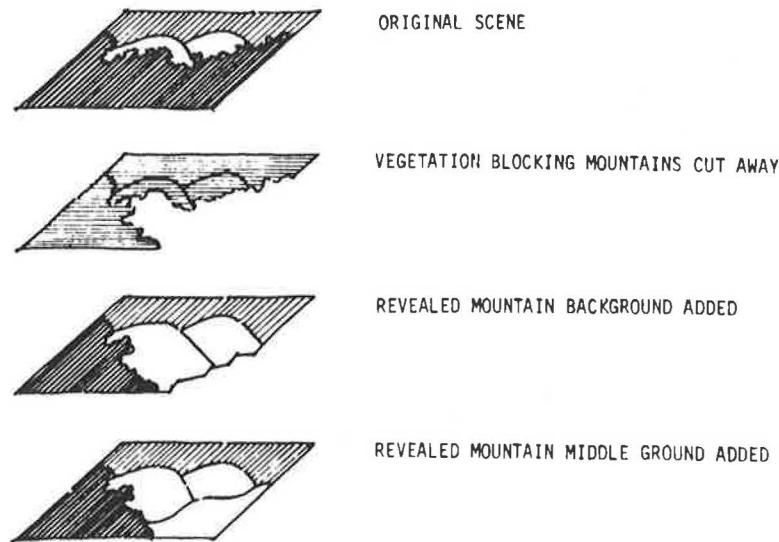 ORIGINAL SCENE
VEGETATION BLOCKING MOUNTAINS CUT AWAY
REVEALED MOUNTAIN BACKGROUND ADDED
REVEALED MOUNTAIN MIDDLE GROUND ADDED